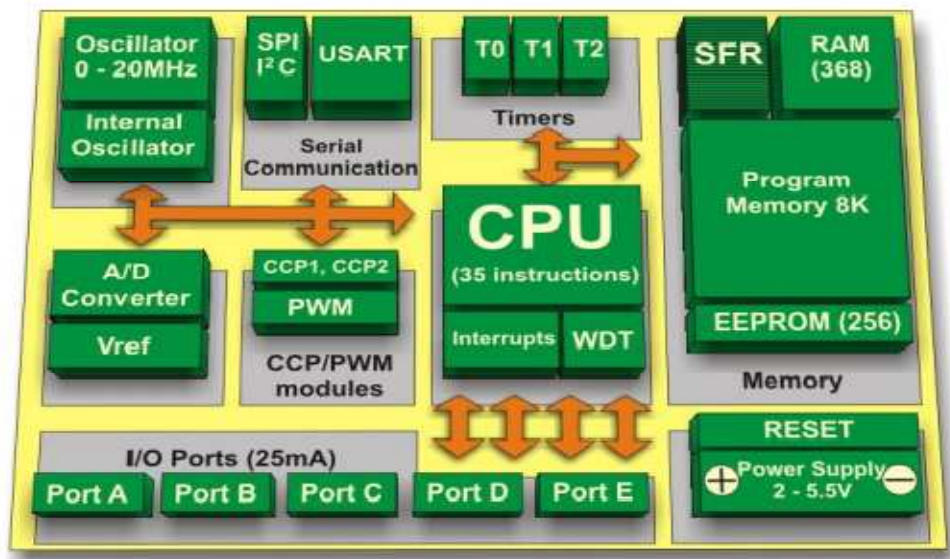 Oscillator
0 - 20MHz
Internal
Oscillator
SPI
I²C
USART
Serial
Communication
T0 T1 T2
Timers
SFR
RAM
(368)
Program
Memory 8K
EEPROM (256)
Memory
CPU
(35 instructions)
Interrupts
WDT
A/D
Converter
Vref
CCP1, CCP2
PWM
CCP/PWM
modules
I/O Ports (25mA)
Port A Port B Port C Port D Port E
RESET
Power Supply
2 - 5.5V
+ −